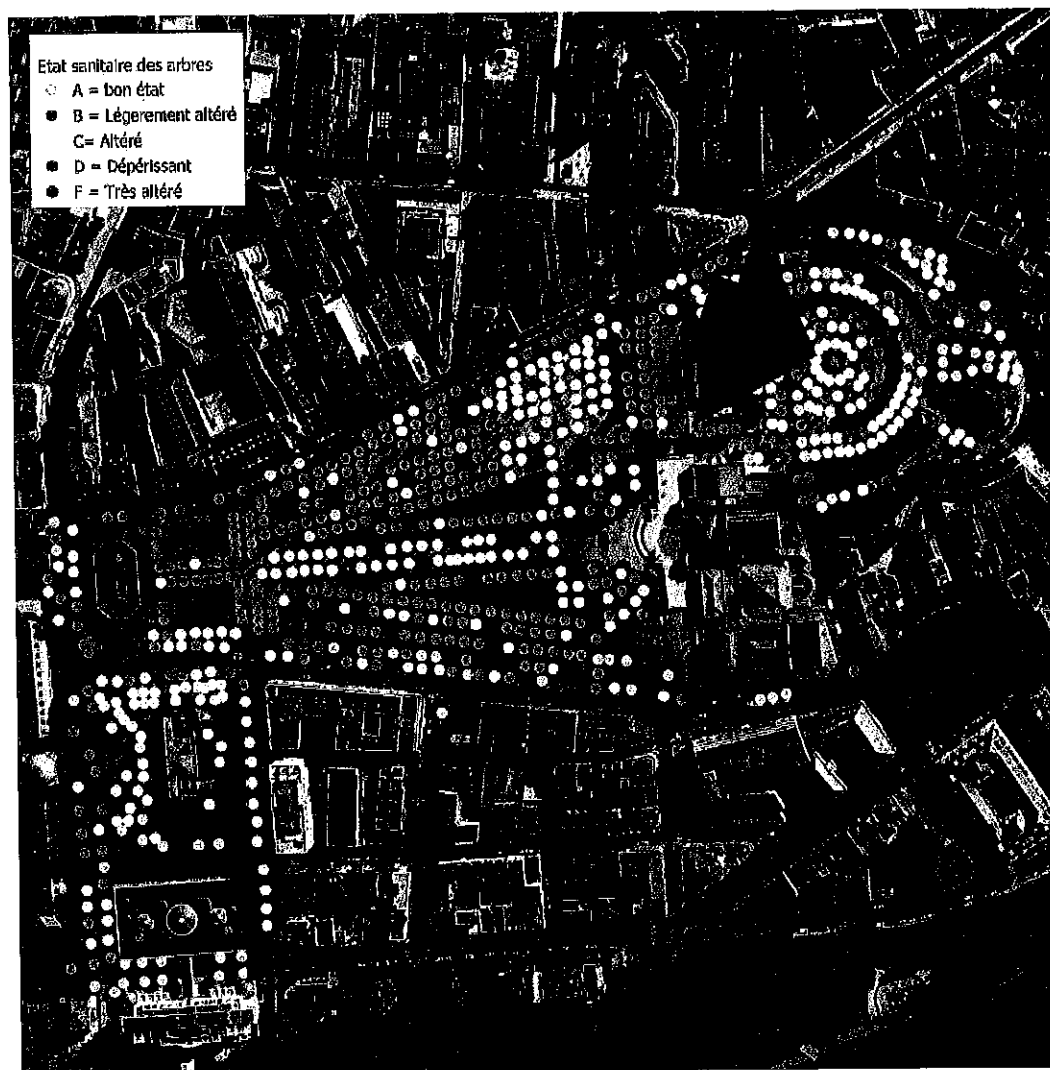 Etat sanitaire des arbres
A = bon état
B = Légerement altéré
C= Altéré
D = Dépérissant
F = Très altéré